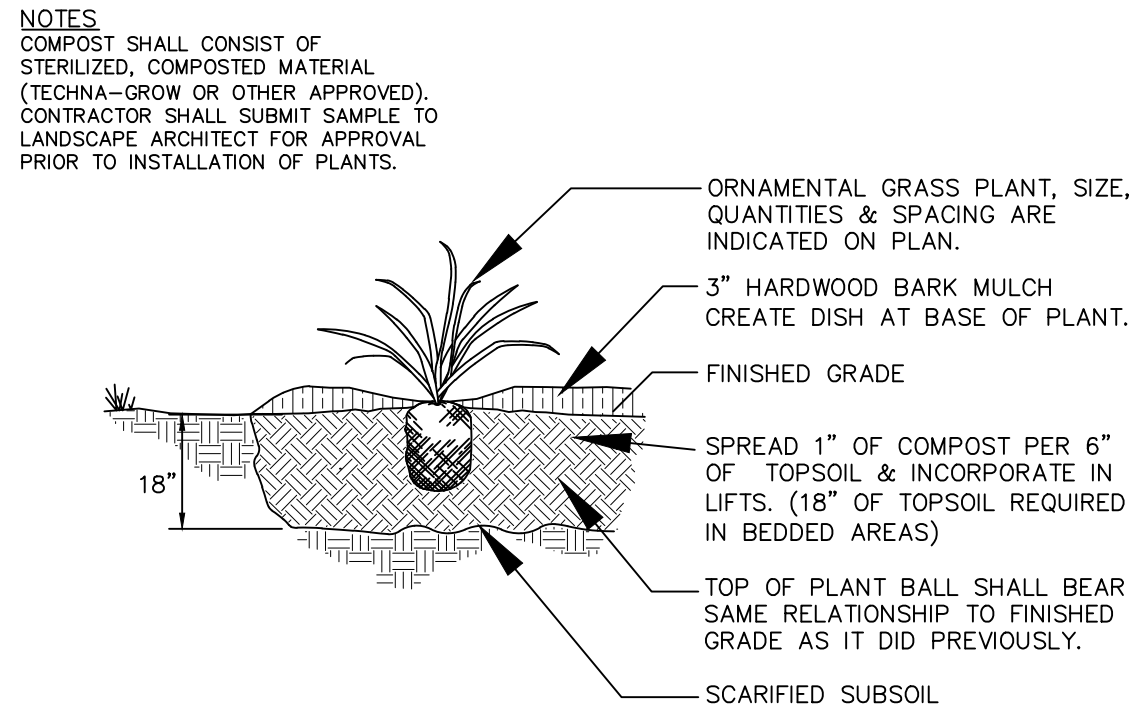 NOTES
COMPOST SHALL CONSIST OF
STERILIZED, COMPOSTED MATERIAL
(TECHNA-GROW OR OTHER APPROVED).
CONTRACTOR SHALL SUBMIT SAMPLE TO
LANDSCAPE ARCHITECT FOR APPROVAL
PRIOR TO INSTALLATION OF PLANTS.
ORNAMENTAL GRASS PLANT, SIZE,
QUANTITIES & SPACING ARE
INDICATED ON PLAN.
3" HARDWOOD BARK MULCH
CREATE DISH AT BASE OF PLANT.
FINISHED GRADE
SPREAD 1" OF COMPOST PER 6"
OF TOPSOIL & INCORPORATE IN
LIFTS. (18" OF TOPSOIL REQUIRED
IN BEDDED AREAS)
18"
TOP OF PLANT BALL SHALL BEAR
SAME RELATIONSHIP TO FINISHED
GRADE AS IT DID PREVIOUSLY.
SCARIFIED SUBSOIL